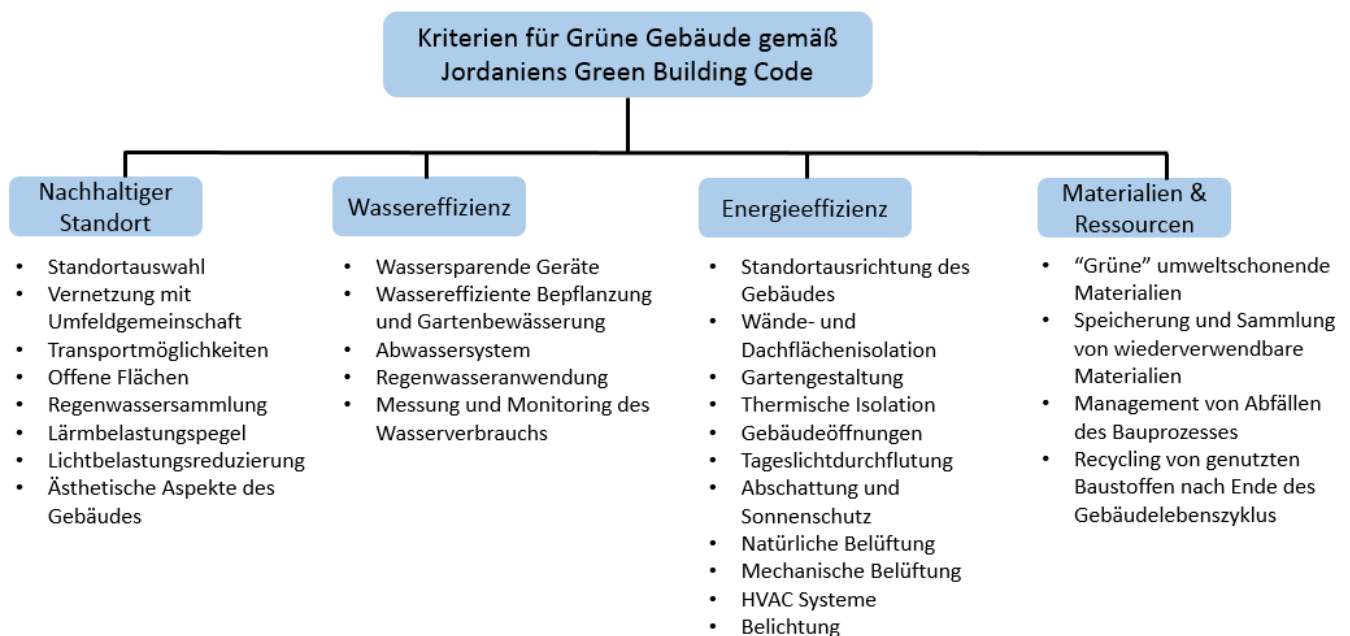 Kriterien für Grüne Gebäude gemäß
Jordaniens Green Building Code
Nachhaltiger
Standort
• Standortauswahl
• Vernetzung mit
Umfeldgemeinschaft
• Transportmöglichkeiten
• Offene Flächen
• Regenwassersammlung
• Lärmbelastungspegel
• Lichtbelastungsreduzierung
• Ästhetische Aspekte des
Gebäudes
Wassereffizienz
• Wassersparende Geräte
• Wassereffiziente Bepflanzung
und Gartenbewässerung
• Abwassersystem
• Regenwasseranwendung
• Messung und Monitoring des
Wasserverbrauchs
Energieeffizienz
• Standortausrichtung des
Gebäudes
• Wände- und
Dachflächenisolation
• Gartengestaltung
• Thermische Isolation
• Gebäudeöffnungen
• Tageslichtdurchflutung
• Abschattung und
Sonnenschutz
• Natürliche Belüftung
• Mechanische Belüftung
• HVAC Systeme
• Belichtung
Materialien &
Ressourcen
• “Grüne” umweltschonende
Materialien
• Speicherung und Sammlung
von wiederverwendbare
Materialien
• Management von Abfällen
des Bauprozesses
• Recycling von genutzten
Baustoffen nach Ende des
Gebäudelebenszyklus